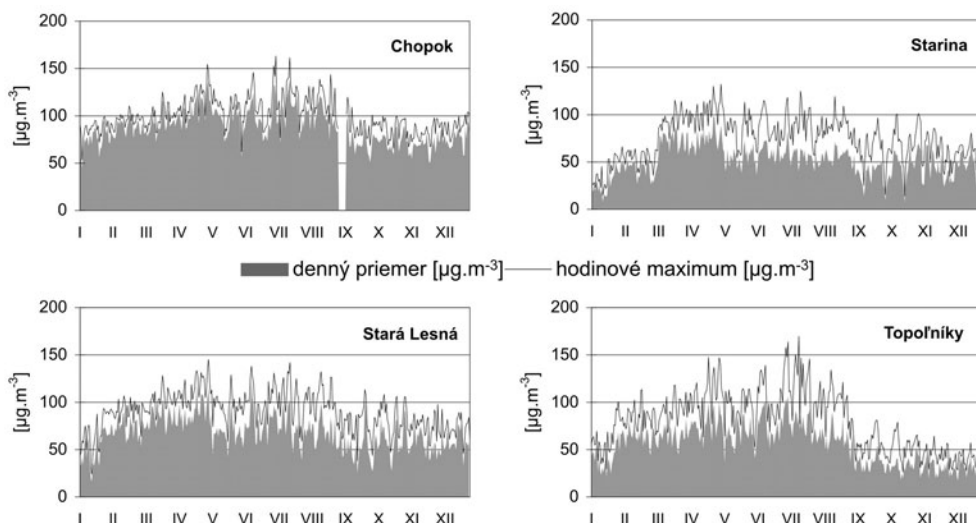 Chopok
[µg.m-3]
200
150
100
50
0
I II III IV V VI VII VIII IX X XI XII
Starina
[µg.m-3]
200
150
100
50
0
I II III IV V VI VII VIII IX X XI XII
denný priemer [µg.m-3] hodinové maximum [µg.m-3]
Stará Lesná
[µg.m-3]
200
150
100
50
0
I II III IV V VI VII VIII IX X XI XII
Topoľníky
[µg.m-3]
200
150
100
50
0
I II III IV V VI VII VIII IX X XI XII